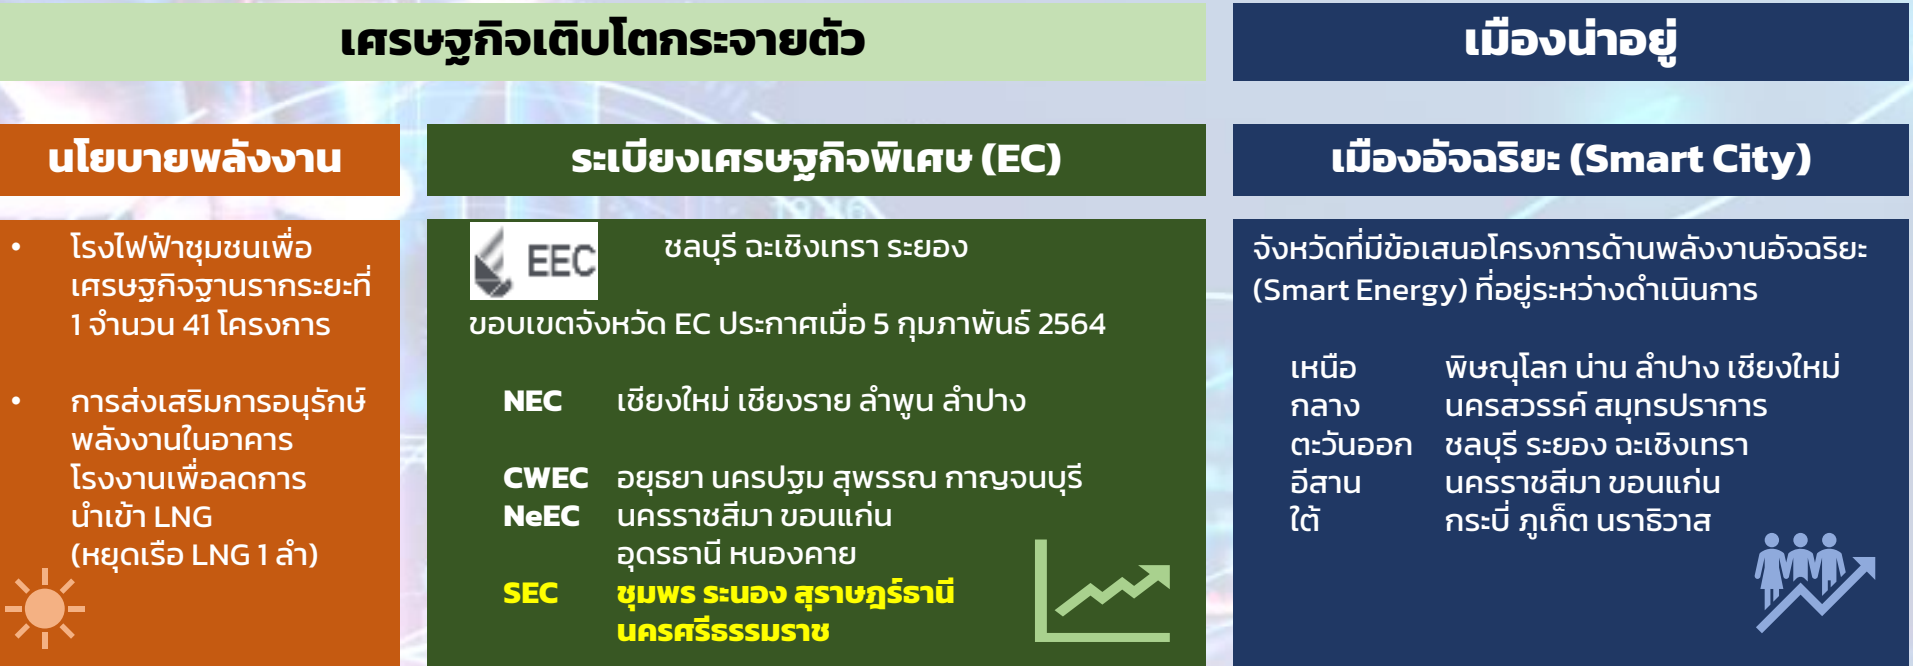 เศรษฐกิจเติบโตกระจายตัว
เมืองน่าอยู่
นโยบายพลังงาน
• โรงไฟฟ้าชุมชนเพื่อ
เศรษฐกิจฐานรากระยะที่
1 จำนวน 41 โครงการ
• การส่งเสริมการอนุรักษ์
พลังงานในอาคาร
โรงงานเพื่อลดการ
นำเข้า LNG
(หยุดเรือ LNG 1 ลำ)
ระเบียงเศรษฐกิจพิเศษ (EC)
EEC ชลบุรี ฉะเชิงเทรา ระยอง
ขอบเขตจังหวัด EC ประกาศเมื่อ 5 กุมภาพันธ์ 2564
NEC เชียงใหม่ เชียงราย ลำพูน ลำปาง
CWEC อยุธยา นครปฐม สุพรรณ กาญจนบุรี
NeEC นครราชสีมา ขอนแก่น
อุดรธานี หนองคาย
SEC ชุมพร ระนอง สุราษฎร์ธานี
นครศรีธรรมราช
เมืองอัจฉริยะ (Smart City)
จังหวัดที่มีข้อเสนอโครงการด้านพลังงานอัจฉริยะ
(Smart Energy) ที่อยู่ระหว่างดำเนินการ
เหนือ พิษณุโลก น่าน ลำปาง เชียงใหม่
กลาง นครสวรรค์ สมุทรปราการ
ตะวันออก ชลบุรี ระยอง ฉะเชิงเทรา
อีสาน นครราชสีมา ขอนแก่น
ใต้ กระบี่ ภูเก็ต นราธิวาส